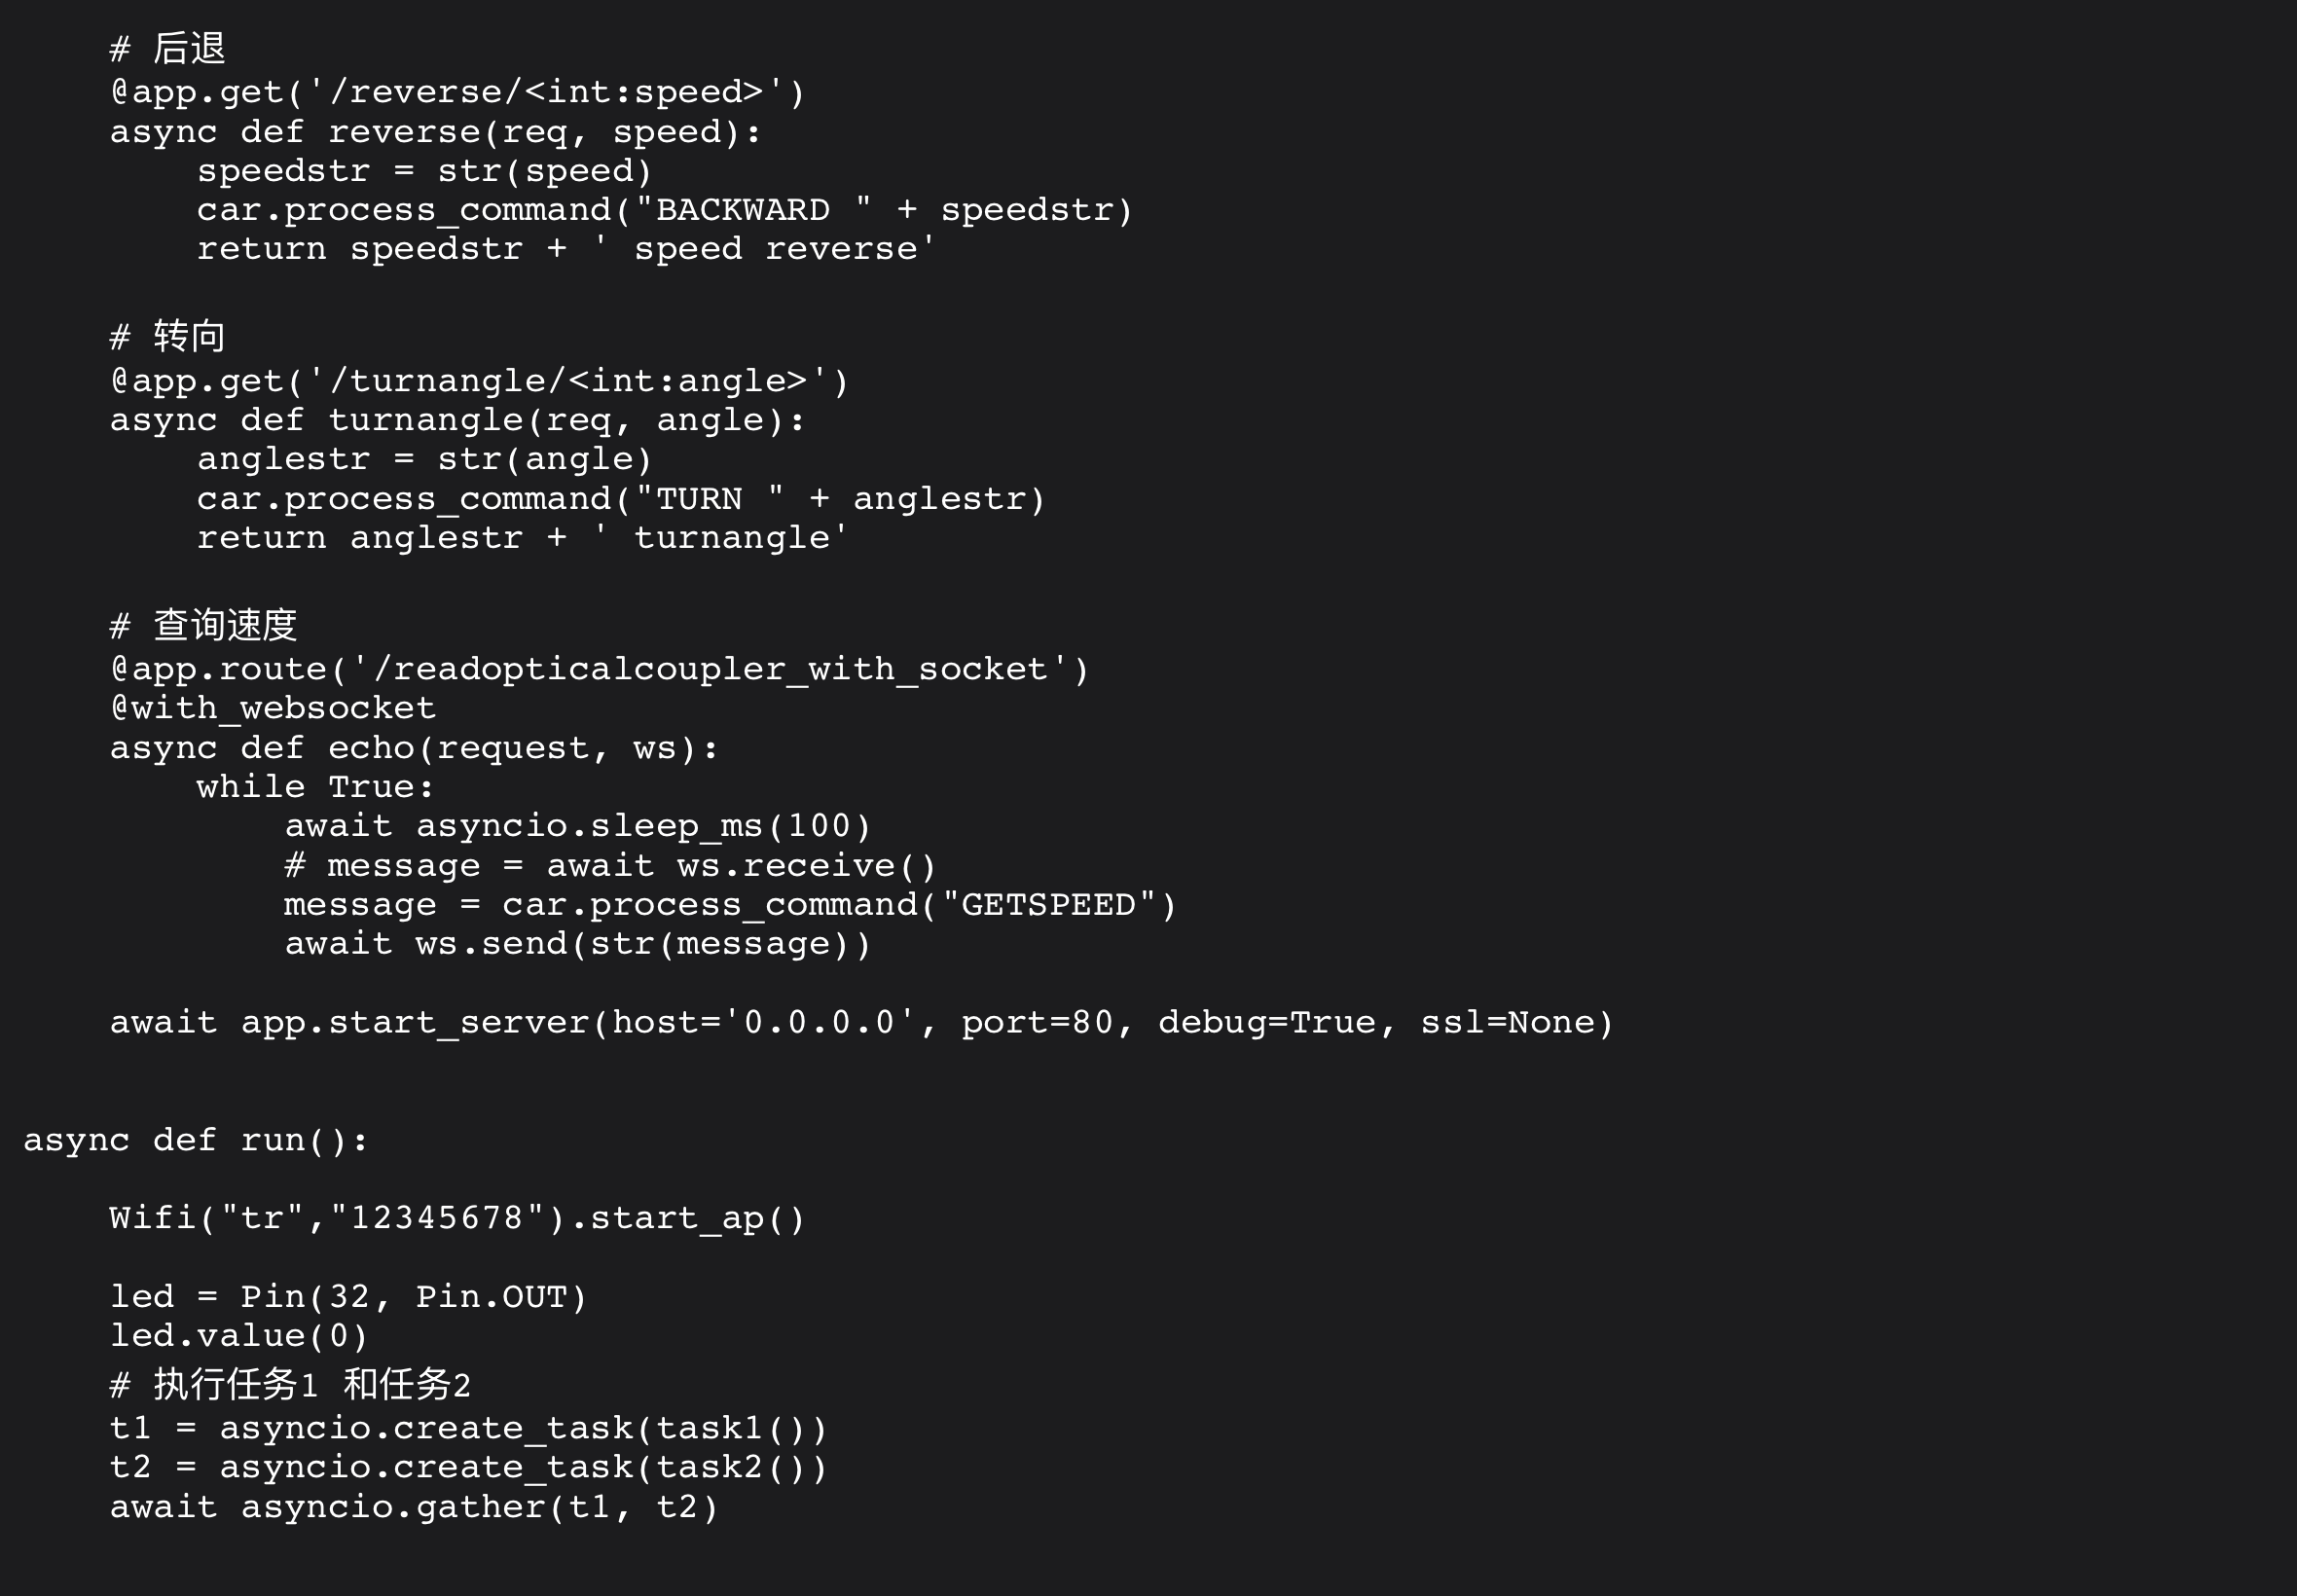 # 后退
    @app.get('/reverse/<int:speed>')
    async def reverse(req, speed):
        speedstr = str(speed)
        car.process_command("BACKWARD " + speedstr)
        return speedstr + ' speed reverse'

    # 转向
    @app.get('/turnangle/<int:angle>')
    async def turnangle(req, angle):
        anglestr = str(angle)
        car.process_command("TURN " + anglestr)
        return anglestr + ' turnangle'

    # 查询速度
    @app.route('/readopticalcoupler_with_socket')
    @with_websocket
    async def echo(request, ws):
        while True:
            await asyncio.sleep_ms(100)
            # message = await ws.receive()
            message = car.process_command("GETSPEED")
            await ws.send(str(message))

    await app.start_server(host='0.0.0.0', port=80, debug=True, ssl=None)


async def run():

    Wifi("tr","12345678").start_ap()

    led = Pin(32, Pin.OUT)
    led.value(0)
    # 执行任务1 和任务2
    t1 = asyncio.create_task(task1())
    t2 = asyncio.create_task(task2())
    await asyncio.gather(t1, t2)